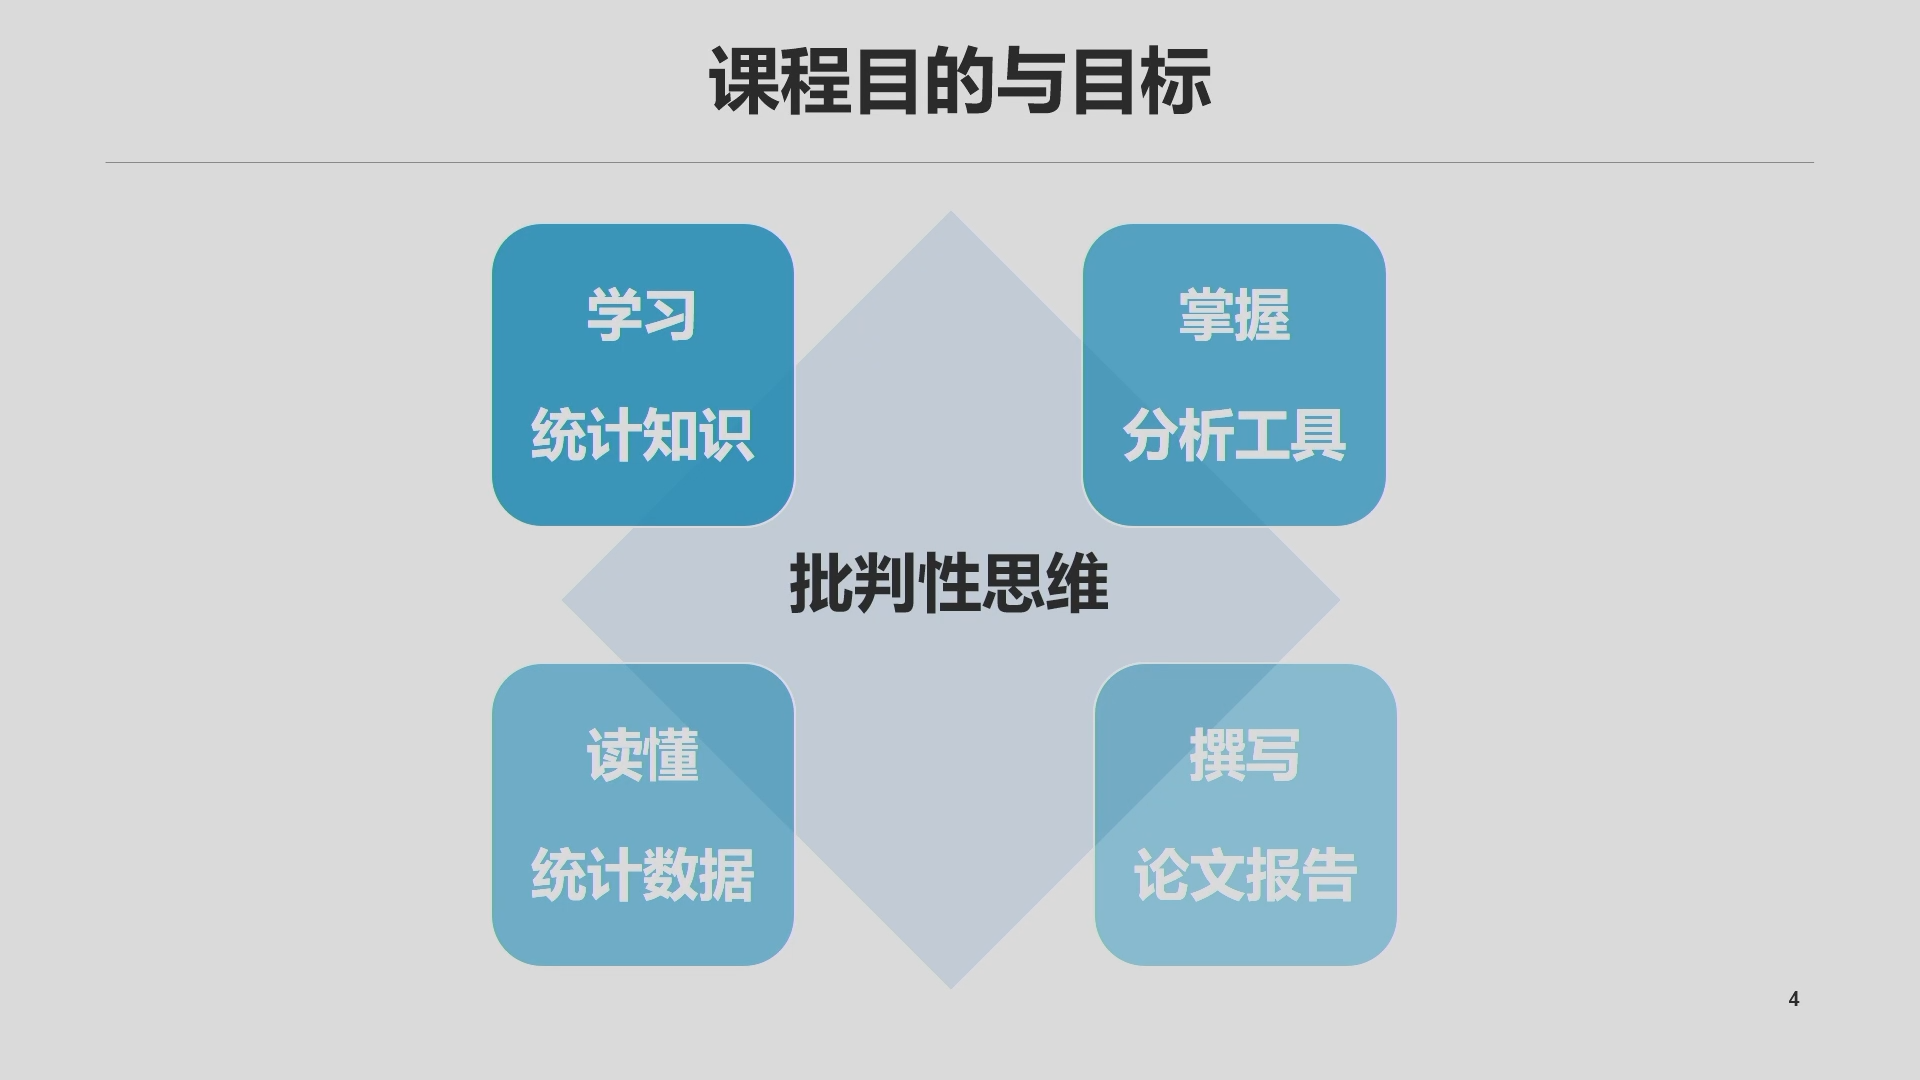 课程目的与目标
学习
统计知识
掌握
分析工具
批判性思维
读懂
统计数据
撰写
论文报告
4